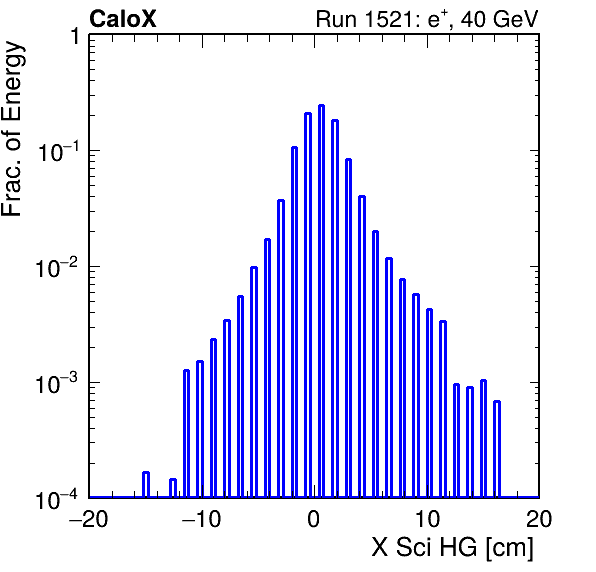 CaloX Run 1521: e⁺, 40 GeV
Frac. of Energy
1
10⁻¹
10⁻²
10⁻³
10⁻⁴
−20 −10 0 10 20
X Sci HG [cm]